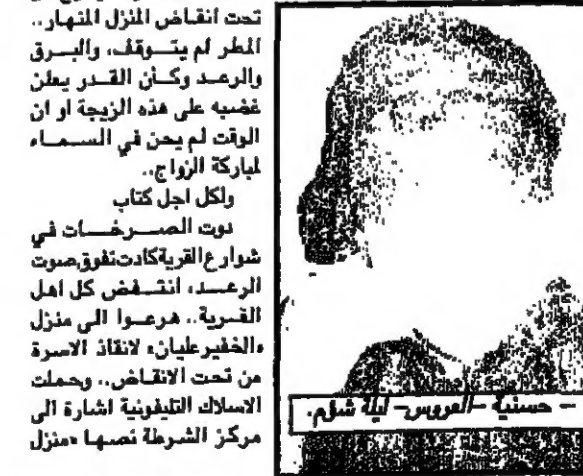 تحت انقاض المنزل المنهار..
المطر لم يتوقف، والبرق
والرعد وكأن القدر يعلن
غضبه على هذه الزيجة او ان
الوقت لم يحن في السماء
لمباركة الزواج..
ولكل اجل كتاب
دوت الصرخات في
شوارع القرية كادت تفوق صوت
الرعد، انتفض كل اهل
القرية.. هرعوا الى منزل
«الخفير عليان» لانقاذ الاسرة
من تحت الانقاض.. وحملت
الاسلاك التليفونية اشارة الى
مركز الشرطة نصها «منزل
- حسنية -العروس- ليلة شؤم.